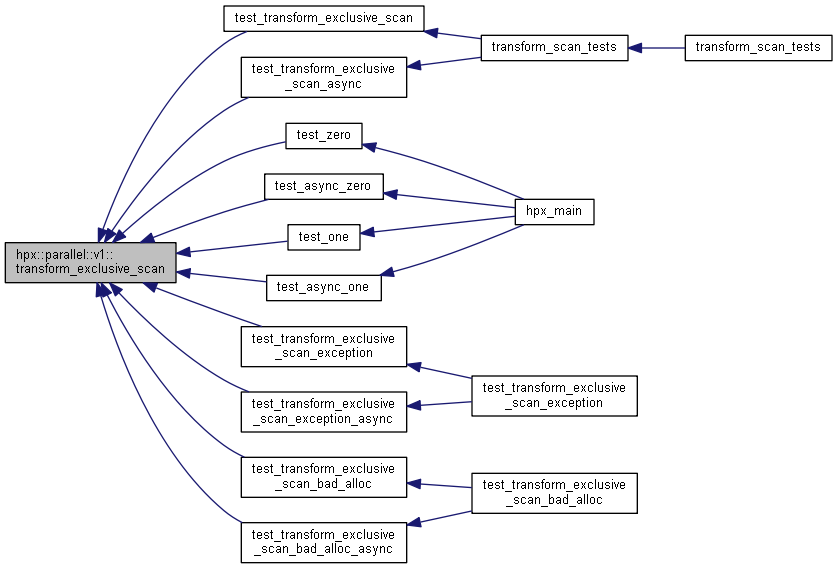 test_transform_exclusive_scan
transform_scan_tests
transform_scan_tests
test_transform_exclusive
_scan_async
test_zero
test_async_zero
hpx_main
test_one
hpx::parallel::v1::
transform_exclusive_scan
test_async_one
test_transform_exclusive
_scan_exception
test_transform_exclusive
_scan_exception
test_transform_exclusive
_scan_exception_async
test_transform_exclusive
_scan_bad_alloc
test_transform_exclusive
_scan_bad_alloc
test_transform_exclusive
_scan_bad_alloc_async